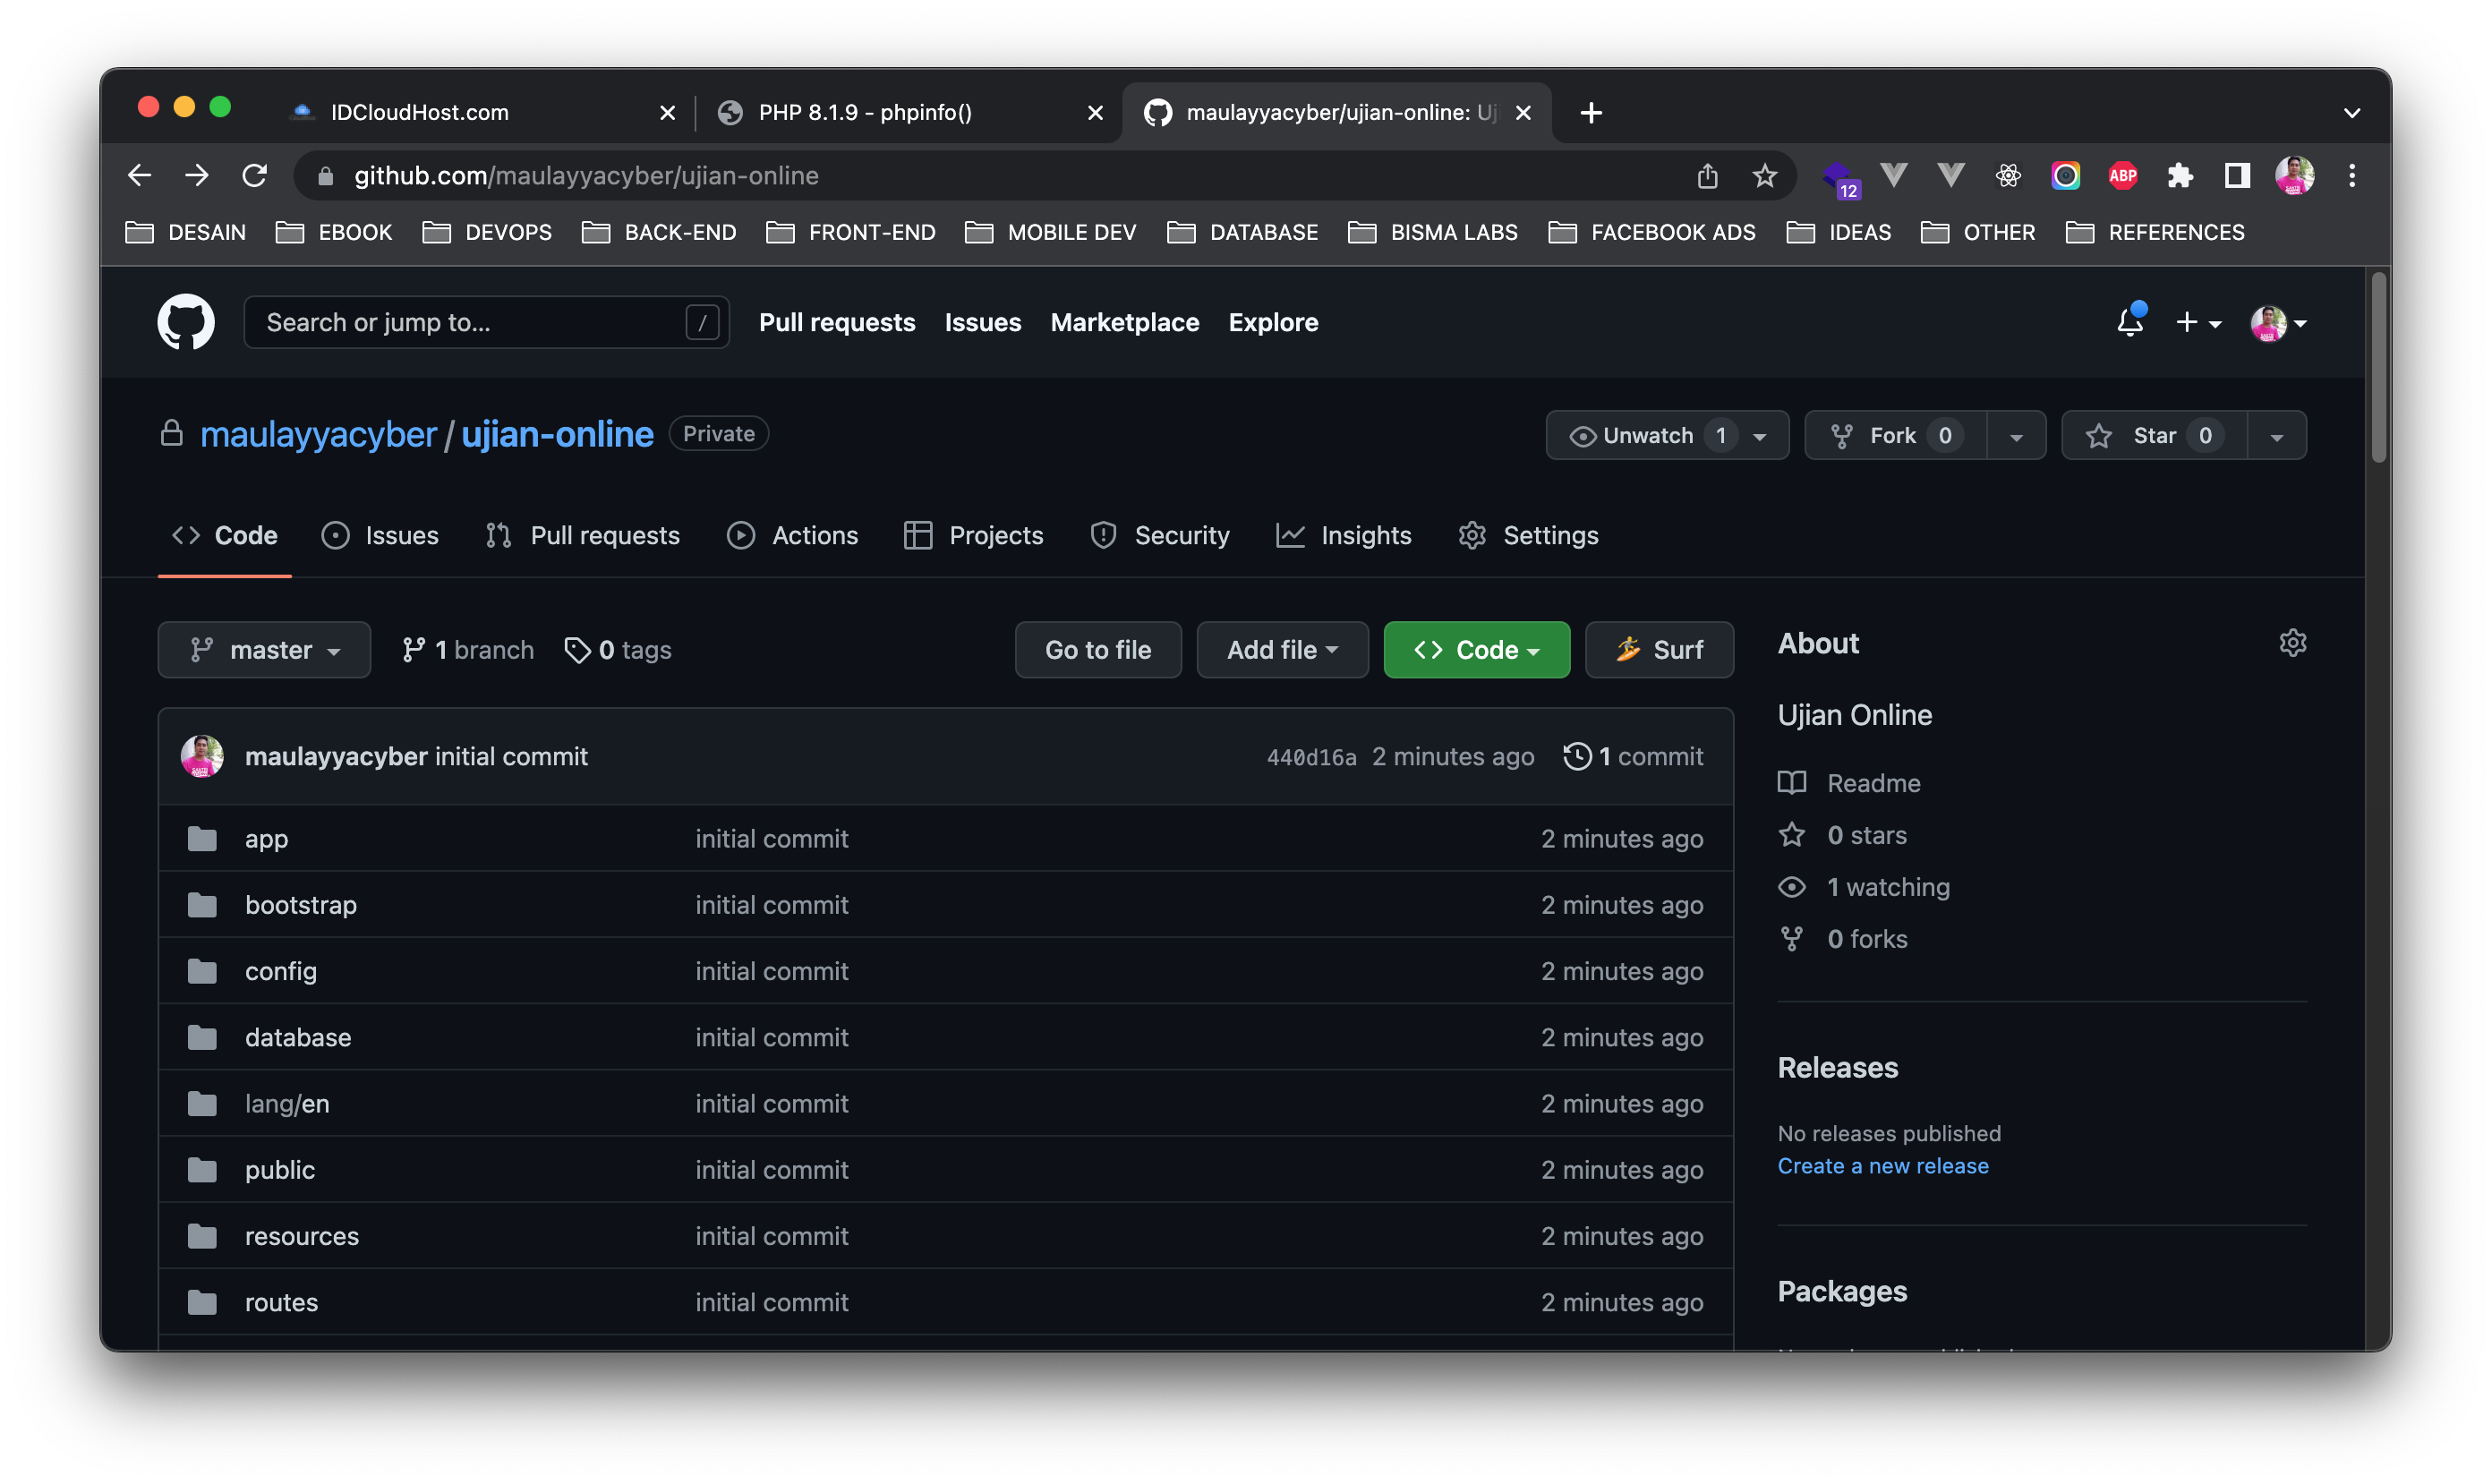 IDCloudHost.com
PHP 8.1.9 - phpinfo()
maulayyacyber/ujian-online: Uj
github.com/maulayyacyber/ujian-online
12
ABP
DESAIN EBOOK DEVOPS BACK-END FRONT-END MOBILE DEV DATABASE BISMA LABS FACEBOOK ADS IDEAS OTHER REFERENCES
Search or jump to... /
Pull requests Issues Marketplace Explore
maulayyacyber / ujian-online Private
Unwatch 1 Fork 0 Star 0
Code Issues Pull requests Actions Projects Security Insights Settings
master 1 branch 0 tags
Go to file Add file Code Surf
maulayyacyber initial commit 440d16a 2 minutes ago 1 commit
app initial commit 2 minutes ago
bootstrap initial commit 2 minutes ago
config initial commit 2 minutes ago
database initial commit 2 minutes ago
lang/en initial commit 2 minutes ago
public initial commit 2 minutes ago
resources initial commit 2 minutes ago
routes initial commit 2 minutes ago
About
Ujian Online
Readme
0 stars
1 watching
0 forks
Releases
No releases published
Create a new release
Packages